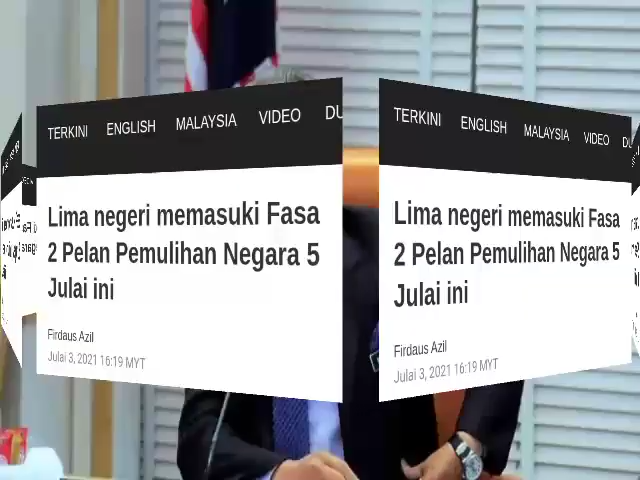 TERKINI ENGLISH MALAYSIA VIDEO
Lima negeri memasuki Fasa
2 Pelan Pemulihan Negara 5
Julai ini
Firdaus Azil
Julai 3, 2021 16:19 MYT
TERKINI ENGLISH MALAYSIA VIDEO
Lima negeri memasuki Fasa
2 Pelan Pemulihan Negara 5
Julai ini
Firdaus Azil
Julai 3, 2021 16:19 MYT